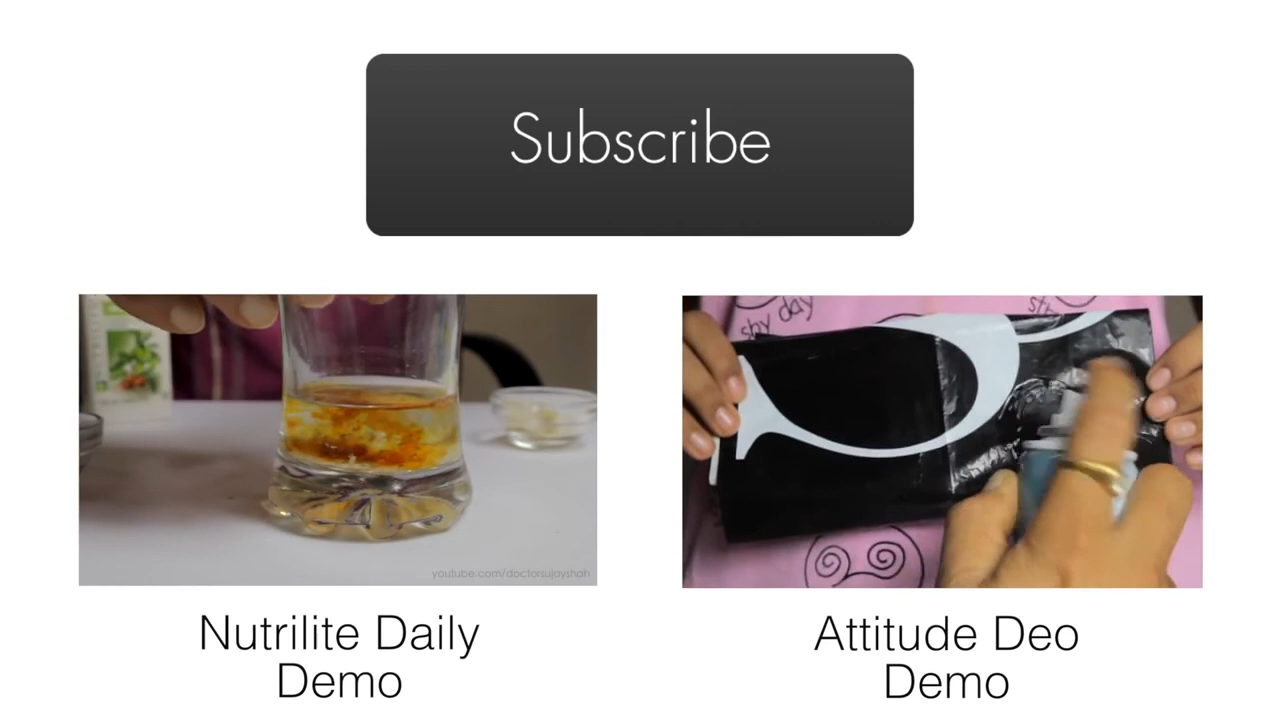 Subscribe
shy day
youtube.com/doctorsujayshah
Nutrilite Daily
Demo
Attitude Deo
Demo